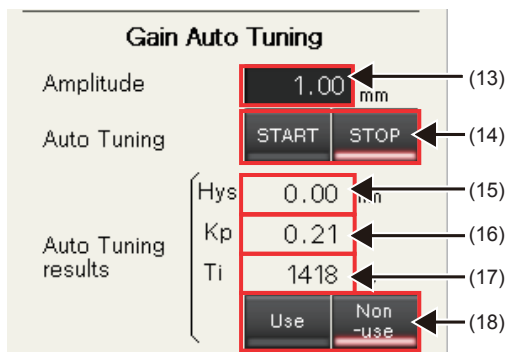 Gain Auto Tuning
Amplitude 1.00 mm (13)
Auto Tuning START STOP (14)
Hys 0.00 (15)
Kp 0.21 (16)
Auto Tuning
results
Ti 1418 (17)
Use Non
-use (18)